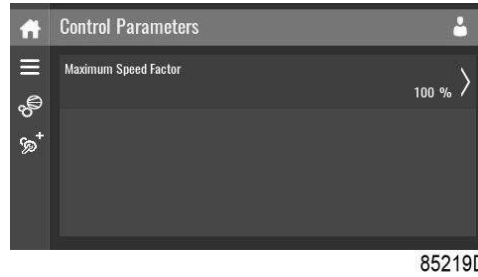 Control Parameters
Maximum Speed Factor
100 %
85219D